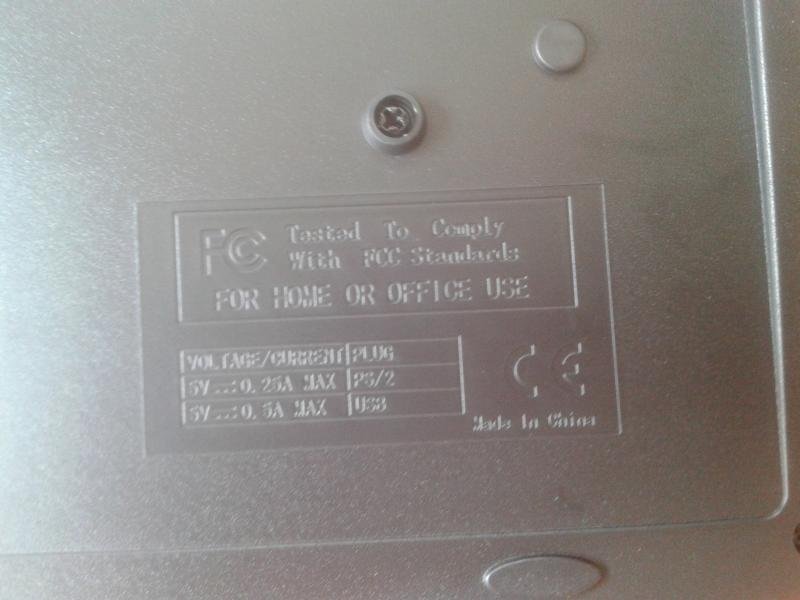 FC Tested To Comply
With FCC Standards
FOR HOME OR OFFICE USE
VOLTAGE/CURRENT PLUG
5V ⎓: 0.25A MAX PS/2
5V ⎓: 0.5A MAX USB
CE
Made In China